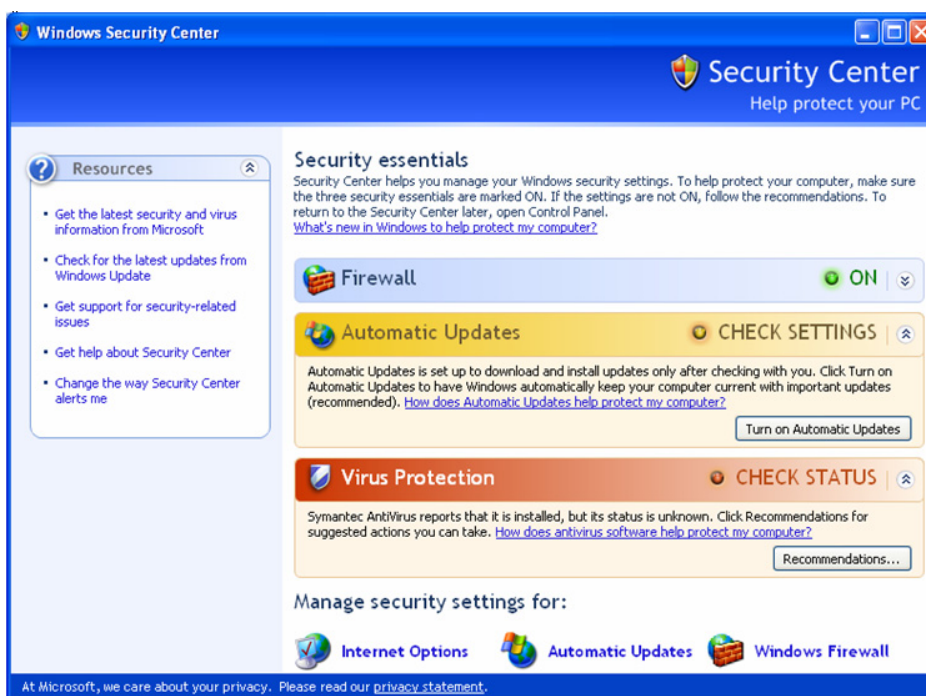 Windows Security Center
Security Center
Help protect your PC
Resources
Get the latest security and virus
information from Microsoft
Check for the latest updates from
Windows Update
Get support for security-related
issues
Get help about Security Center
Change the way Security Center
alerts me
Security essentials
Security Center helps you manage your Windows security settings. To help protect your computer, make sure
the three security essentials are marked ON. If the settings are not ON, follow the recommendations. To
return to the Security Center later, open Control Panel.
What's new in Windows to help protect my computer?
Firewall
ON
Automatic Updates
CHECK SETTINGS
Automatic Updates is set up to download and install updates only after checking with you. Click Turn on
Automatic Updates to have Windows automatically keep your computer current with important updates
(recommended). How does Automatic Updates help protect my computer?
Turn on Automatic Updates
Virus Protection
CHECK STATUS
Symantec AntiVirus reports that it is installed, but its status is unknown. Click Recommendations for
suggested actions you can take. How does antivirus software help protect my computer?
Recommendations...
Manage security settings for:
Internet Options
Automatic Updates
Windows Firewall
At Microsoft, we care about your privacy. Please read our privacy statement.